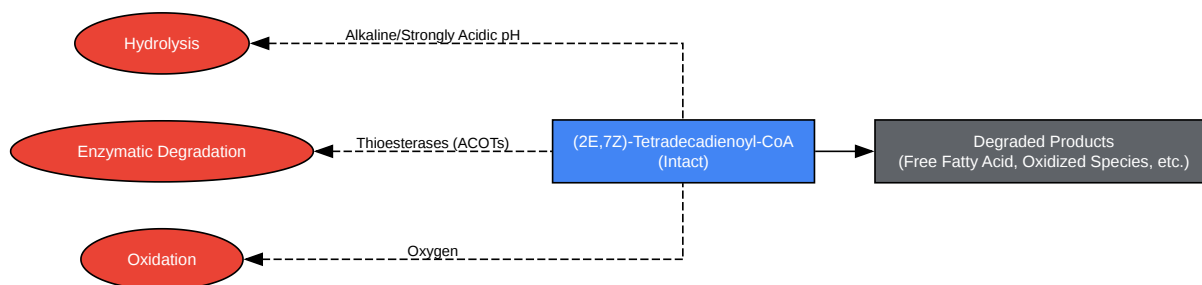 Hydrolysis
Alkaline/Strongly Acidic pH
Enzymatic Degradation
Thioesterases (ACOTs)
(2E,7Z)-Tetradecadienoyl-CoA
(Intact)
Degraded Products
(Free Fatty Acid, Oxidized Species, etc.)
Oxidation
Oxygen